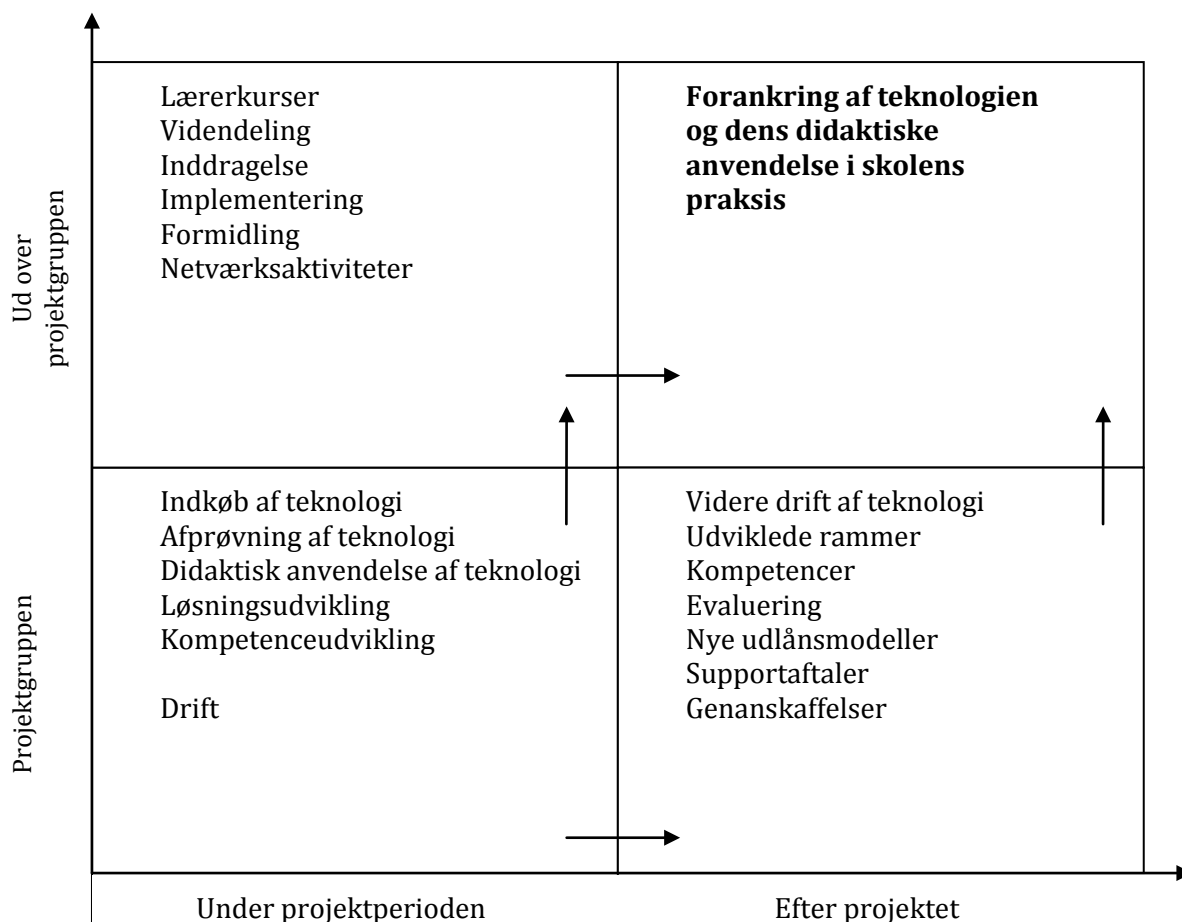 Ud over
projektgruppen
Lærerkurser
Videndeling
Inddragelse
Implementering
Formidling
Netværksaktiviteter
Forankring af teknologien
og dens didaktiske
anvendelse i skolens
praksis
Projektgruppen
Indkøb af teknologi
Afprøvning af teknologi
Didaktisk anvendelse af teknologi
Løsningsudvikling
Kompetenceudvikling
Drift
Videre drift af teknologi
Udviklede rammer
Kompetencer
Evaluering
Nye udlånsmodeller
Supportaftaler
Genanskaffelser
Under projektperioden
Efter projektet